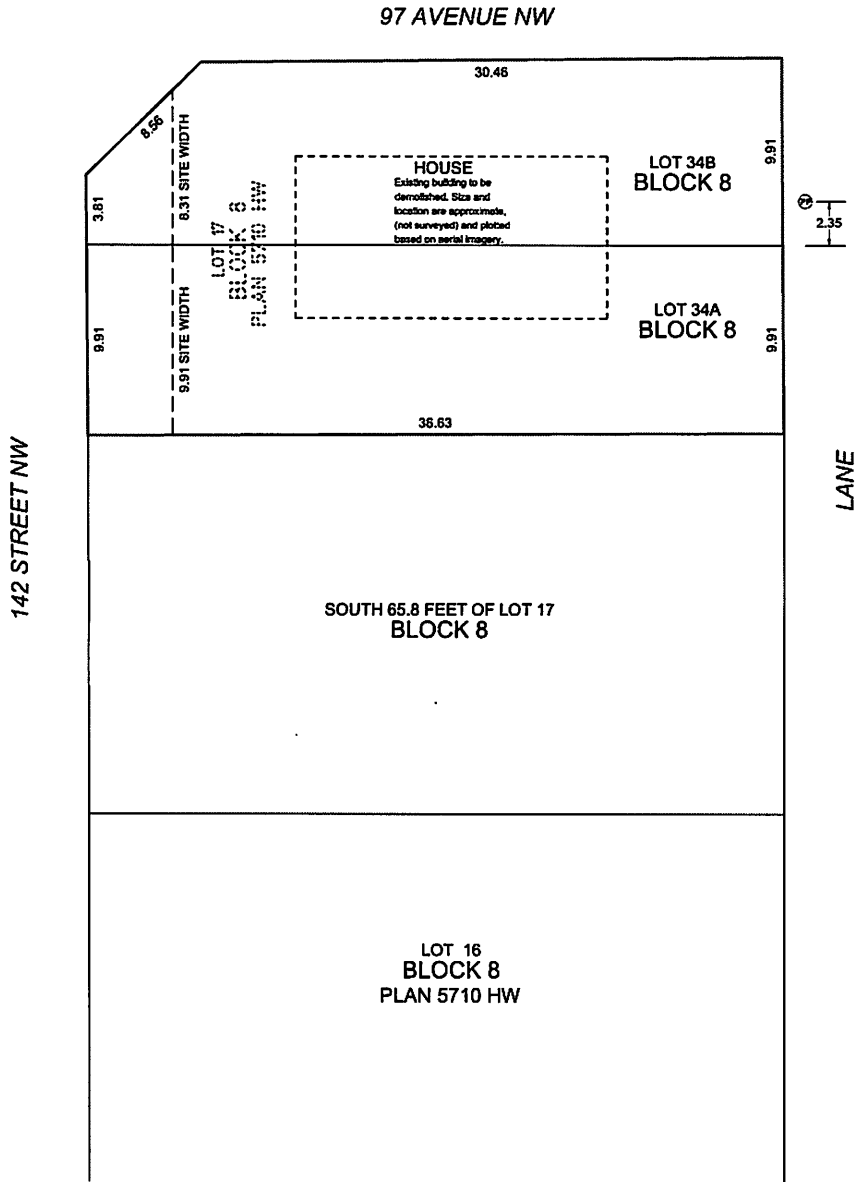 97 AVENUE NW
30.46
8.56
8.31 SITE WIDTH
3.81
HOUSE
Existing building to be
demolished. Size and
location are approximate,
(not surveyed) and plotted
based on aerial imagery.
LOT 34B
BLOCK 8
9.91
PP
2.35
LOT 17
BLOCK 8
PLAN 5710 HW
9.91
9.91 SITE WIDTH
LOT 34A
BLOCK 8
9.91
36.63
142 STREET NW
LANE
SOUTH 65.8 FEET OF LOT 17
BLOCK 8
LOT 16
BLOCK 8
PLAN 5710 HW